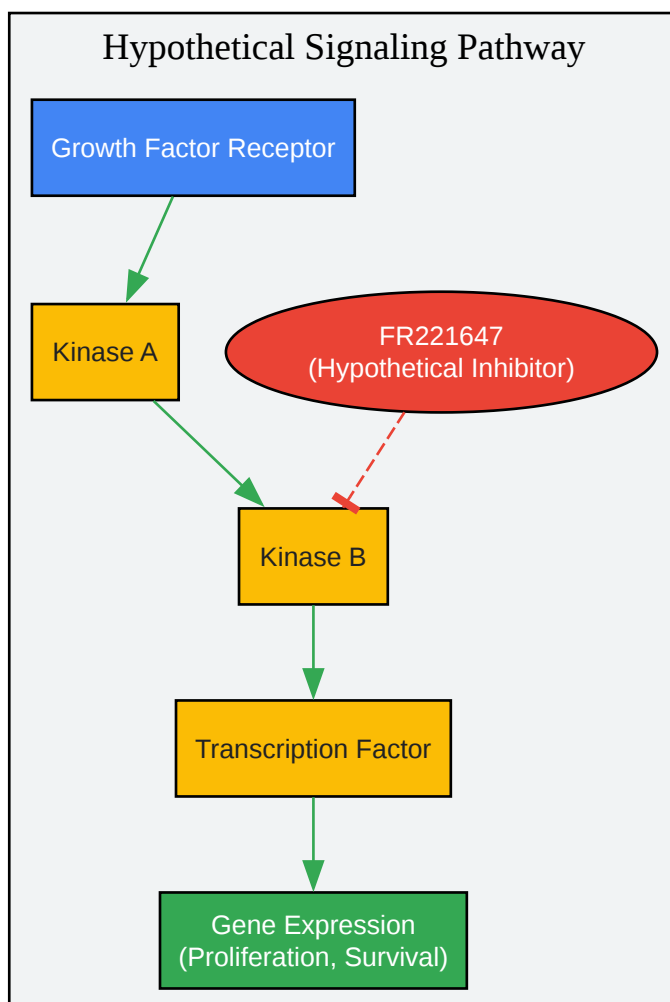 Hypothetical Signaling Pathway
Growth Factor Receptor
Kinase A
FR221647
(Hypothetical Inhibitor)
Kinase B
Transcription Factor
Gene Expression
(Proliferation, Survival)